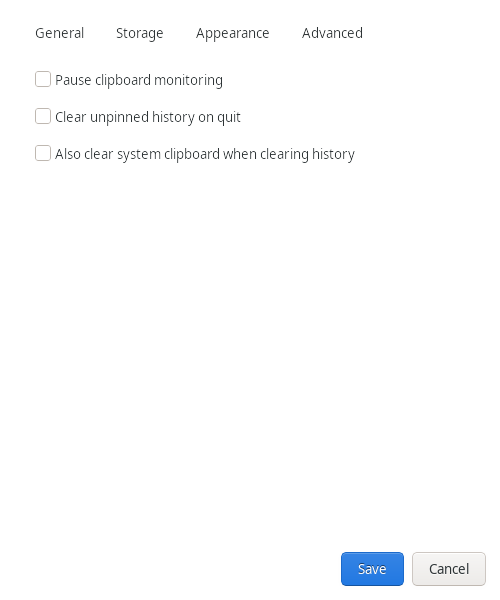 General Storage Appearance Advanced
Pause clipboard monitoring
Clear unpinned history on quit
Also clear system clipboard when clearing history
Save Cancel